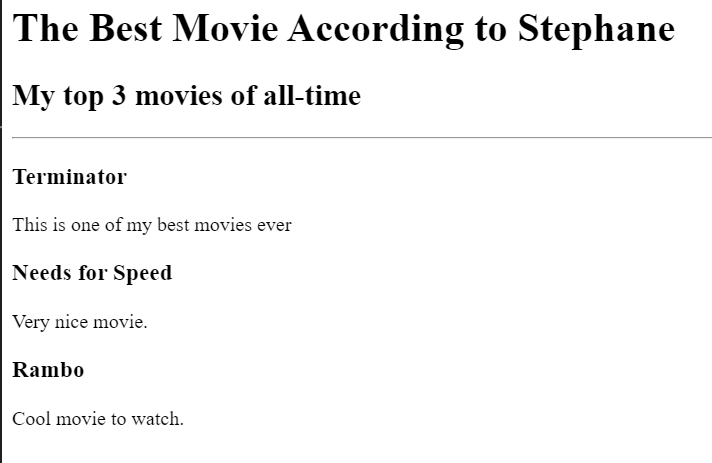 The Best Movie According to Stephane
My top 3 movies of all-time
Terminator
This is one of my best movies ever
Needs for Speed
Very nice movie.
Rambo
Cool movie to watch.